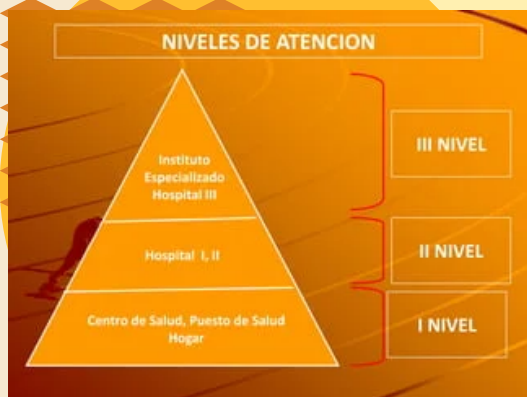 NIVELES DE ATENCION
Instituto
Especializado
Hospital III
III NIVEL
Hospital I, II
II NIVEL
Centro de Salud, Puesto de Salud
Hogar
I NIVEL